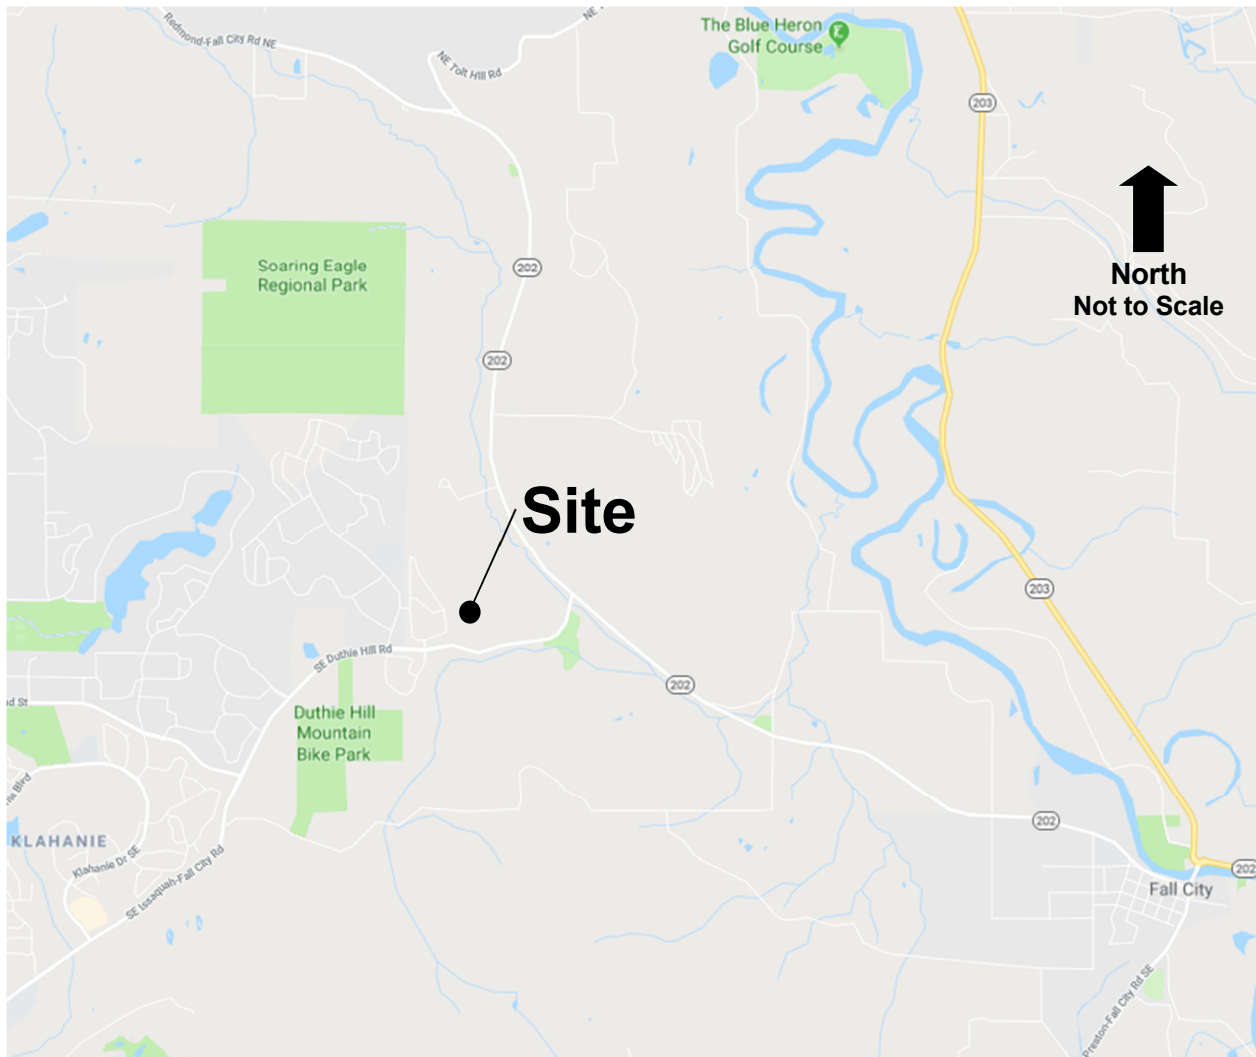 Redmond-Fall City Rd NE
NE Tolt Hill Rd
The Blue Heron
Golf Course
203
North
Not to Scale
Soaring Eagle
Regional Park
202
202
Site
203
SE Duthie Hill Rd
202
Duthie Hill
Mountain
Bike Park
202
KLAHANIE
Klahanie Dr SE
SE Issaquah-Fall City Rd
202
Fall City
Preston-Fall City Rd SE